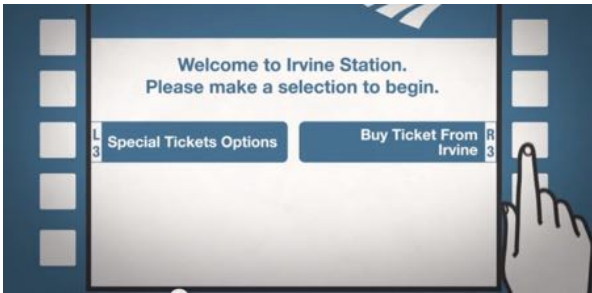 Welcome to Irvine Station.
Please make a selection to begin.
L
3
Special Tickets Options
Buy Ticket From
Irvine
R
3